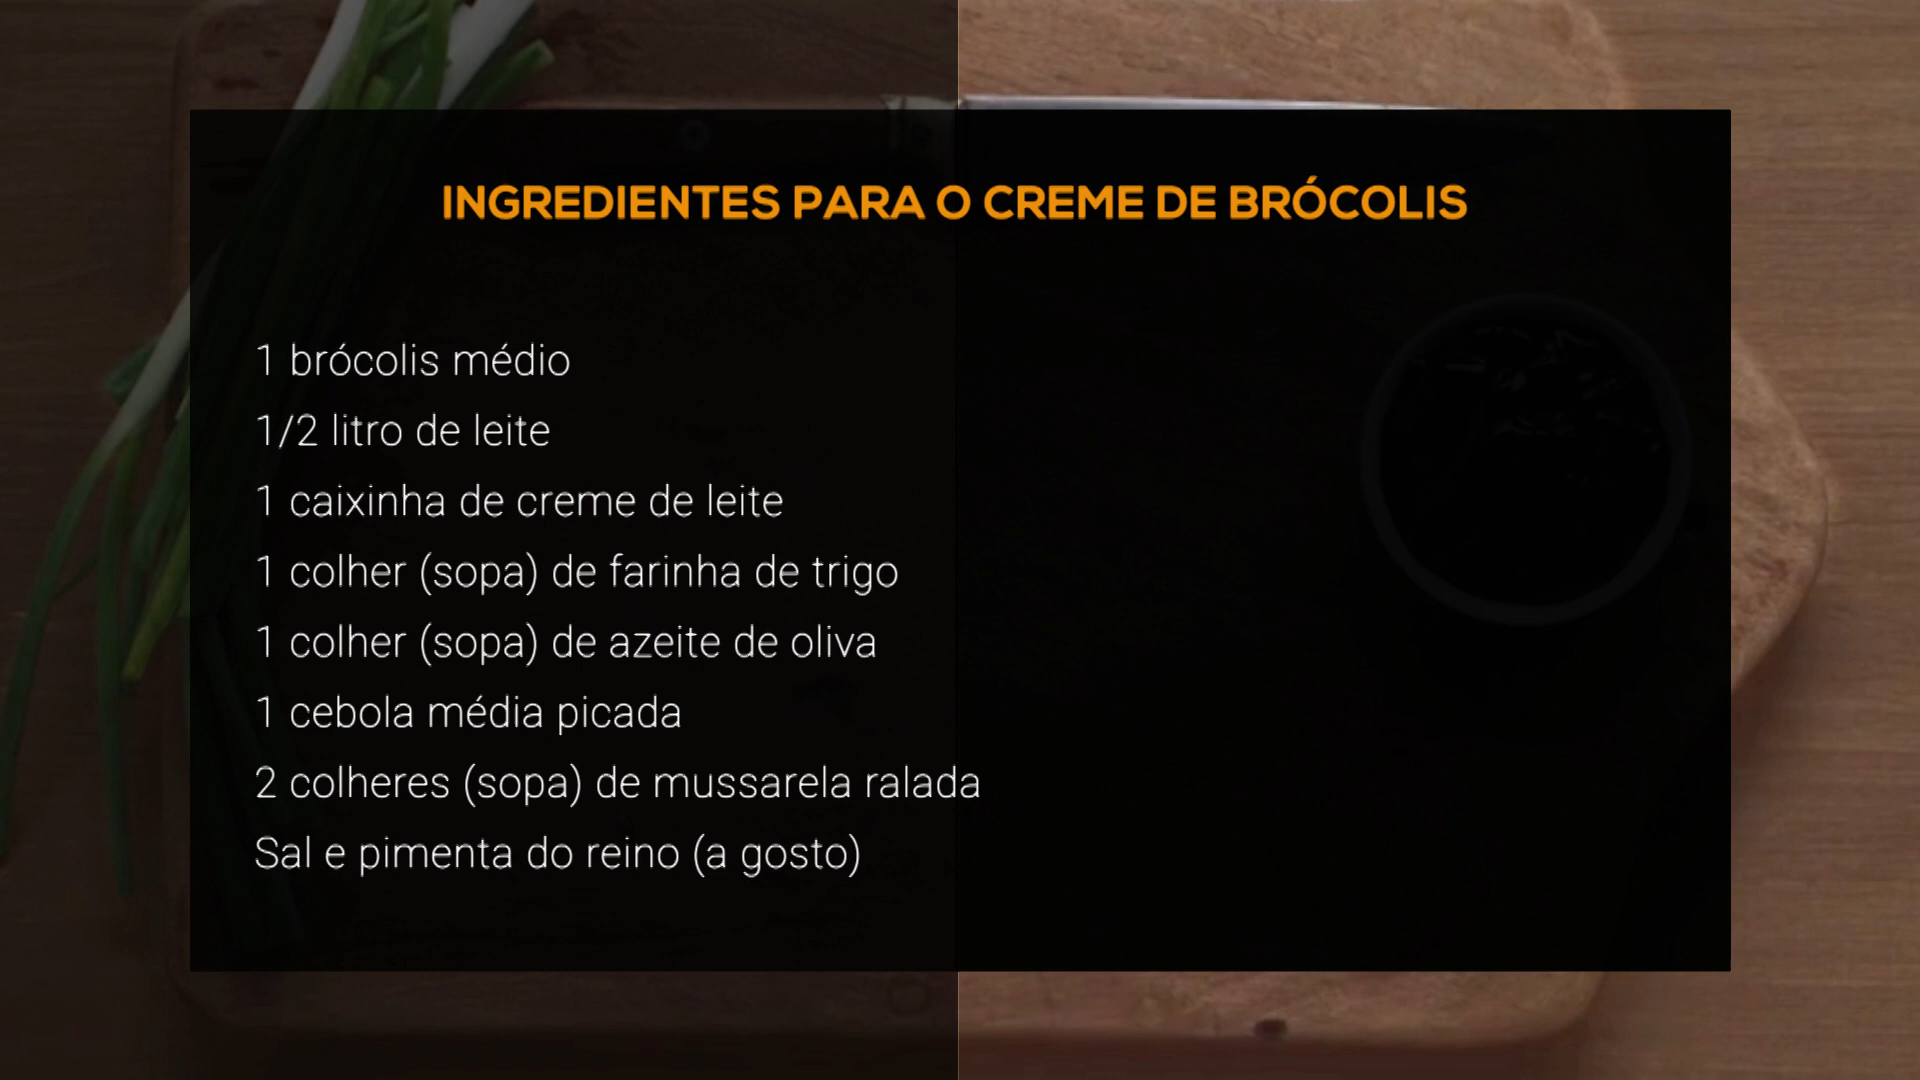 INGREDIENTES PARA O CREME DE BRÓCOLIS
1 brócolis médio
1/2 litro de leite
1 caixinha de creme de leite
1 colher (sopa) de farinha de trigo
1 colher (sopa) de azeite de oliva
1 cebola média picada
2 colheres (sopa) de mussarela ralada
Sal e pimenta do reino (a gosto)